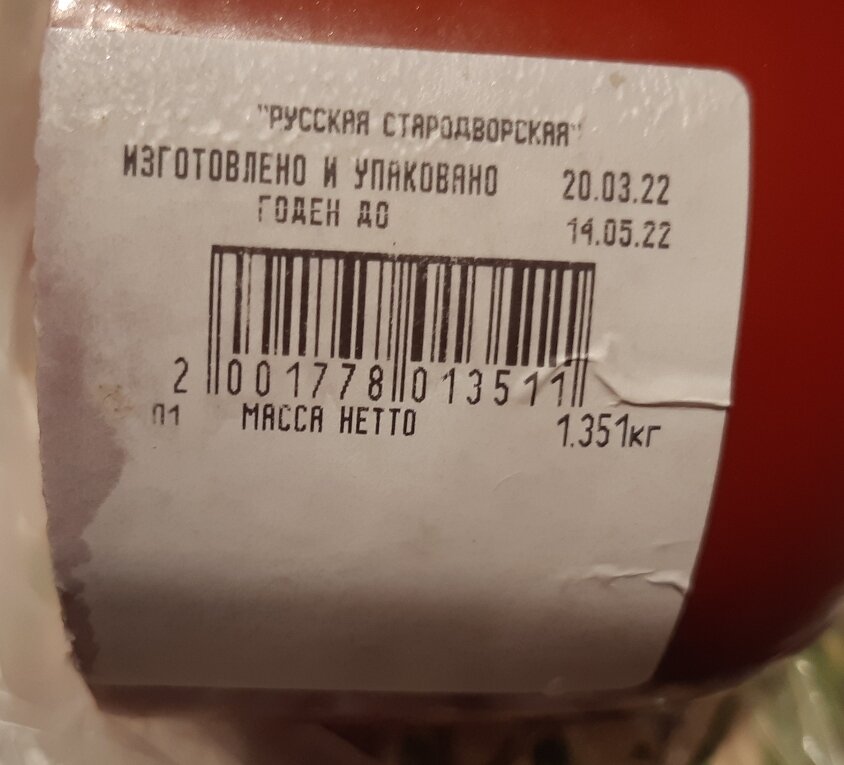 "РУССКАЯ СТАРОДВОРСКАЯ"
ИЗГОТОВЛЕНО И УПАКОВАНО 20.03.22
ГОДЕН ДО 14.05.22
2 001778 013511
П1 МАССА НЕТТО 1.351кг